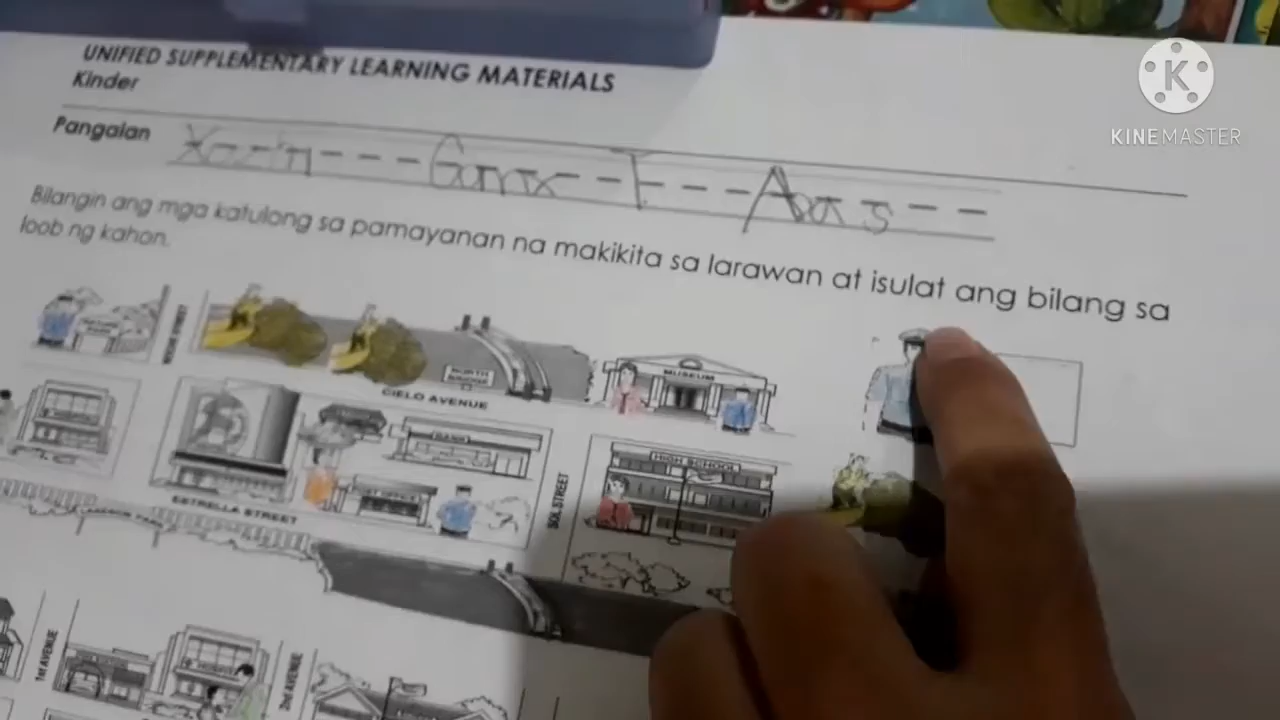 UNIFIED SUPPLEMENTARY LEARNING MATERIALS
Kinder
Pangalan
Bilangin ang mga katulong sa pamayanan na makikita sa larawan at isulat ang bilang sa
loob ng kahon.
K
KINEMASTER
NORTH
MUSEUM
CIELO AVENUE
BANK
HIGH SCHOOL
SOL STREET
ESTRELLA STREET
1st AVENUE
2nd AVENUE